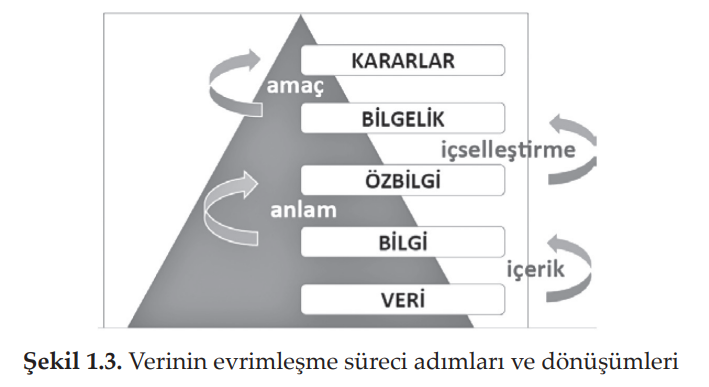 KARARLAR
amaç
BİLGELİK
içselleştirme
ÖZBİLGİ
anlam
BİLGİ
içerik
VERİ
Şekil 1.3. Verinin evrimleşme süreci adımları ve dönüşümleri